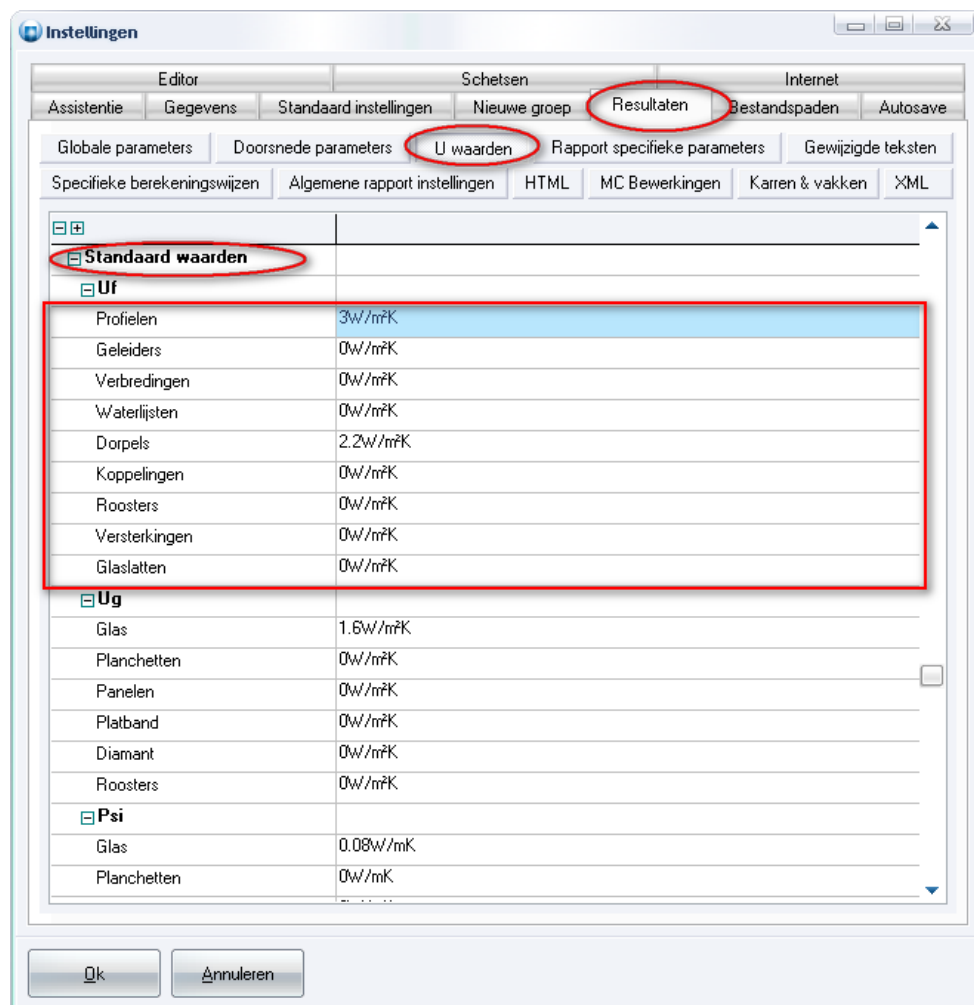 Instellingen
Editor Schetsen Internet
Assistentie Gegevens Standaard instellingen Nieuwe groep Resultaten Bestandspaden Autosave
Globale parameters Doorsnede parameters U waarden Rapport specifieke parameters Gewijzigde teksten
Specifieke berekeningswijzen Algemene rapport instellingen HTML MC Bewerkingen Karren & vakken XML
Standaard waarden
Uf
Profielen 3W/m²K
Geleiders 0W/m²K
Verbredingen 0W/m²K
Waterlijsten 0W/m²K
Dorpels 2.2W/m²K
Koppelingen 0W/m²K
Roosters 0W/m²K
Versterkingen 0W/m²K
Glaslatten 0W/m²K
Ug
Glas 1.6W/m²K
Planchetten 0W/m²K
Panelen 0W/m²K
Platband 0W/m²K
Diamant 0W/m²K
Roosters 0W/m²K
Psi
Glas 0.08W/mK
Planchetten 0W/mK
Ok Annuleren